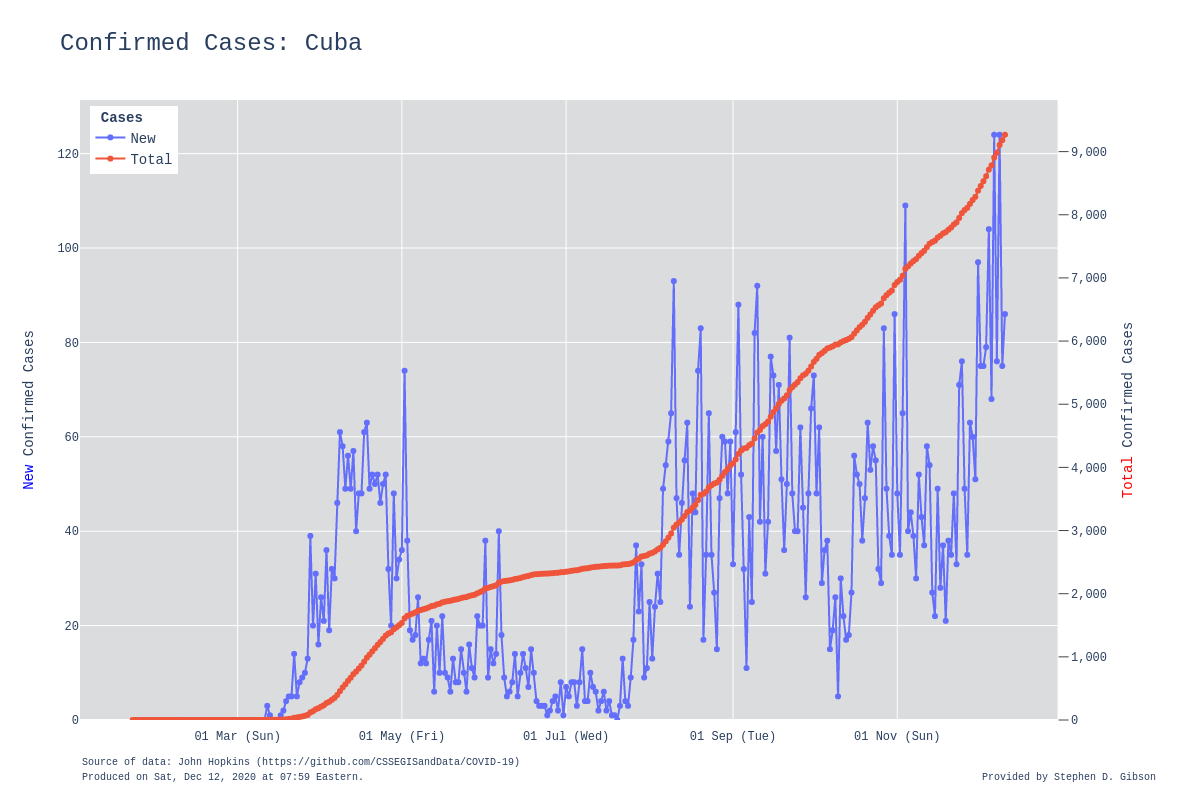 Confirmed Cases: Cuba
Cases
New
Total
120
100
80
60
40
20
0
9,000
8,000
7,000
6,000
5,000
4,000
3,000
2,000
1,000
0
New Confirmed Cases
Total Confirmed Cases
01 Mar (Sun)
01 May (Fri)
01 Jul (Wed)
01 Sep (Tue)
01 Nov (Sun)
Source of data: John Hopkins (https://github.com/CSSEGISandData/COVID-19)
Produced on Sat, Dec 12, 2020 at 07:59 Eastern.
Provided by Stephen D. Gibson